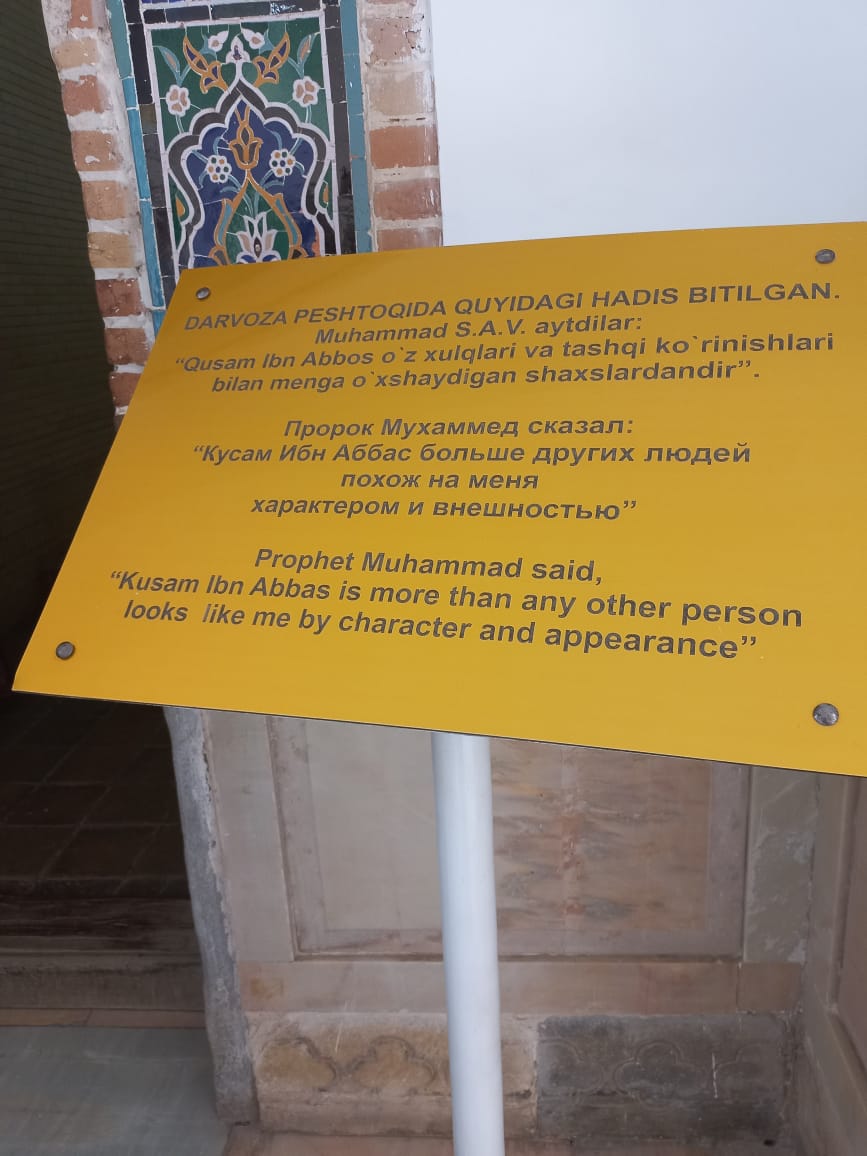 DARVOZA PESHTOQIDA QUYIDAGI HADIS BITILGAN.
Muhammad S.A.V. aytdilar:
“Qusam Ibn Abbos o`z xulqlari va tashqi ko`rinishlari
bilan menga o`xshaydigan shaxslardandir”.
Пророк Мухаммед сказал:
“Кусам Ибн Аббас больше других людей
похож на меня
характером и внешностью”
Prophet Muhammad said,
“Kusam Ibn Abbas is more than any other person
looks like me by character and appearance”